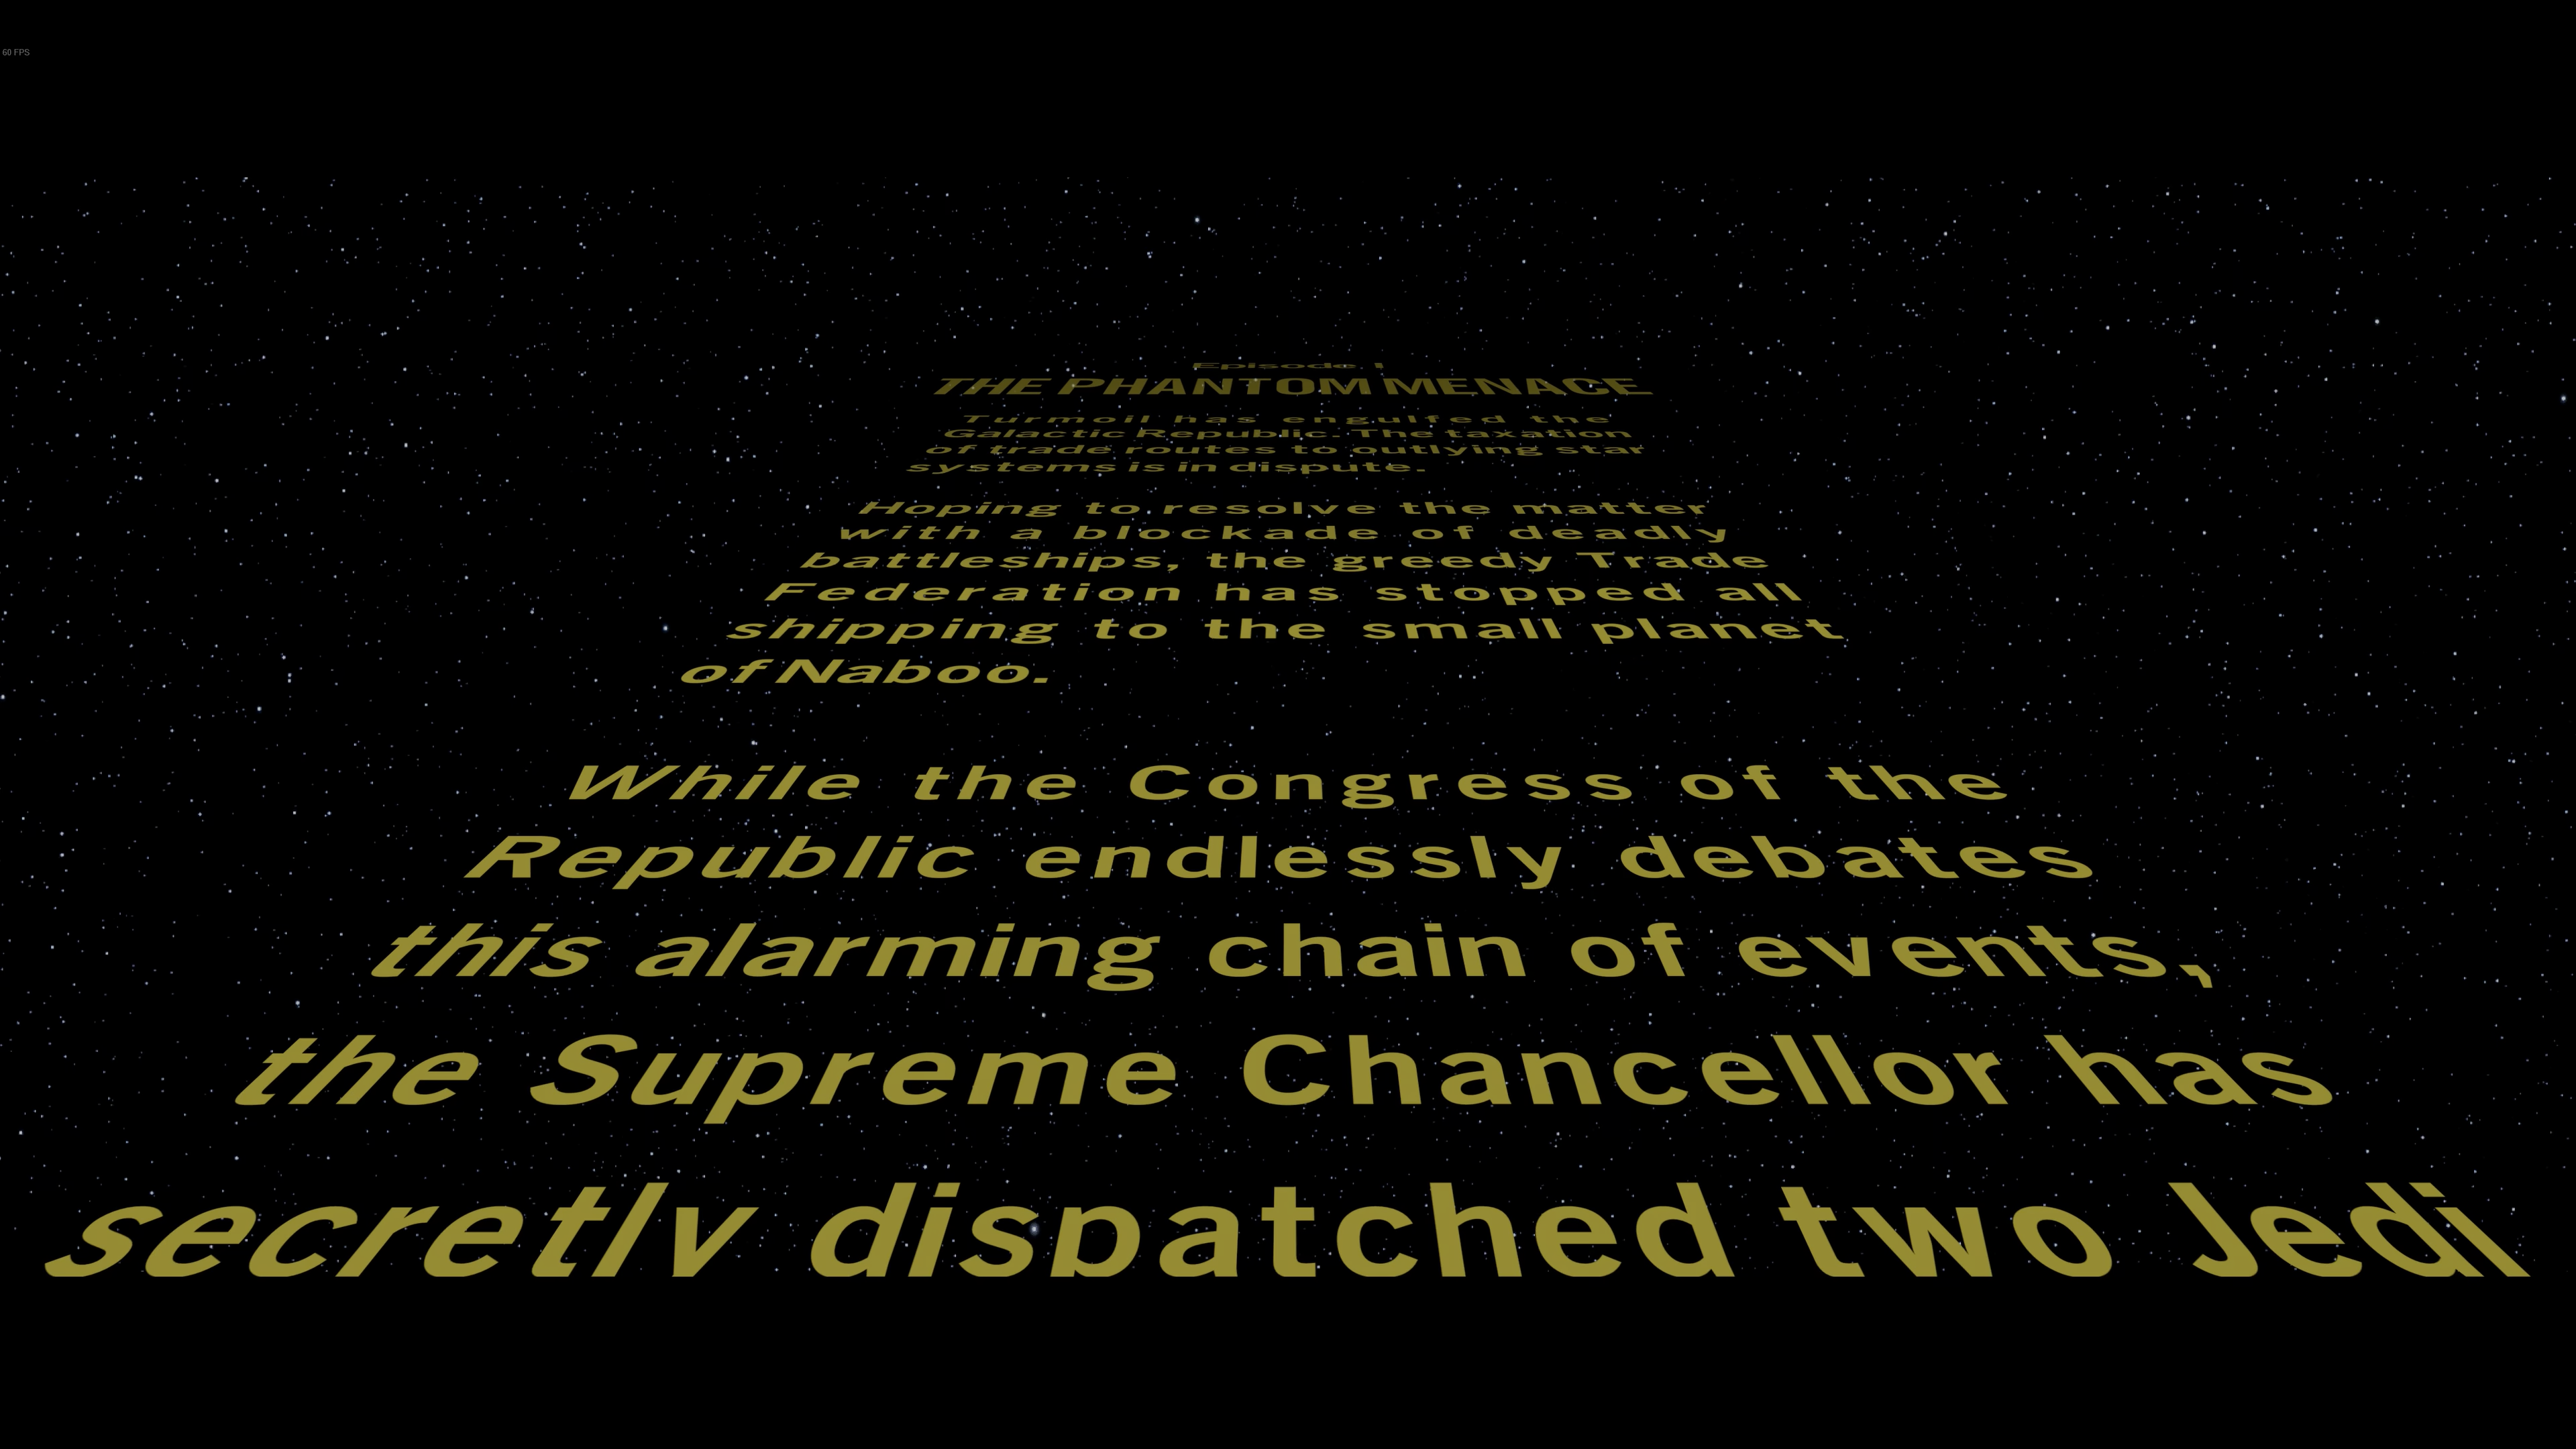 60 FPS
Episode I
THE PHANTOM MENACE
Turmoil has engulfed the
Galactic Republic. The taxation
of trade routes to outlying star
systems is in dispute.
Hoping to resolve the matter
with a blockade of deadly
battleships, the greedy Trade
Federation has stopped all
shipping to the small planet
of Naboo.
While the Congress of the
Republic endlessly debates
this alarming chain of events,
the Supreme Chancellor has
secretly dispatched two Jedi